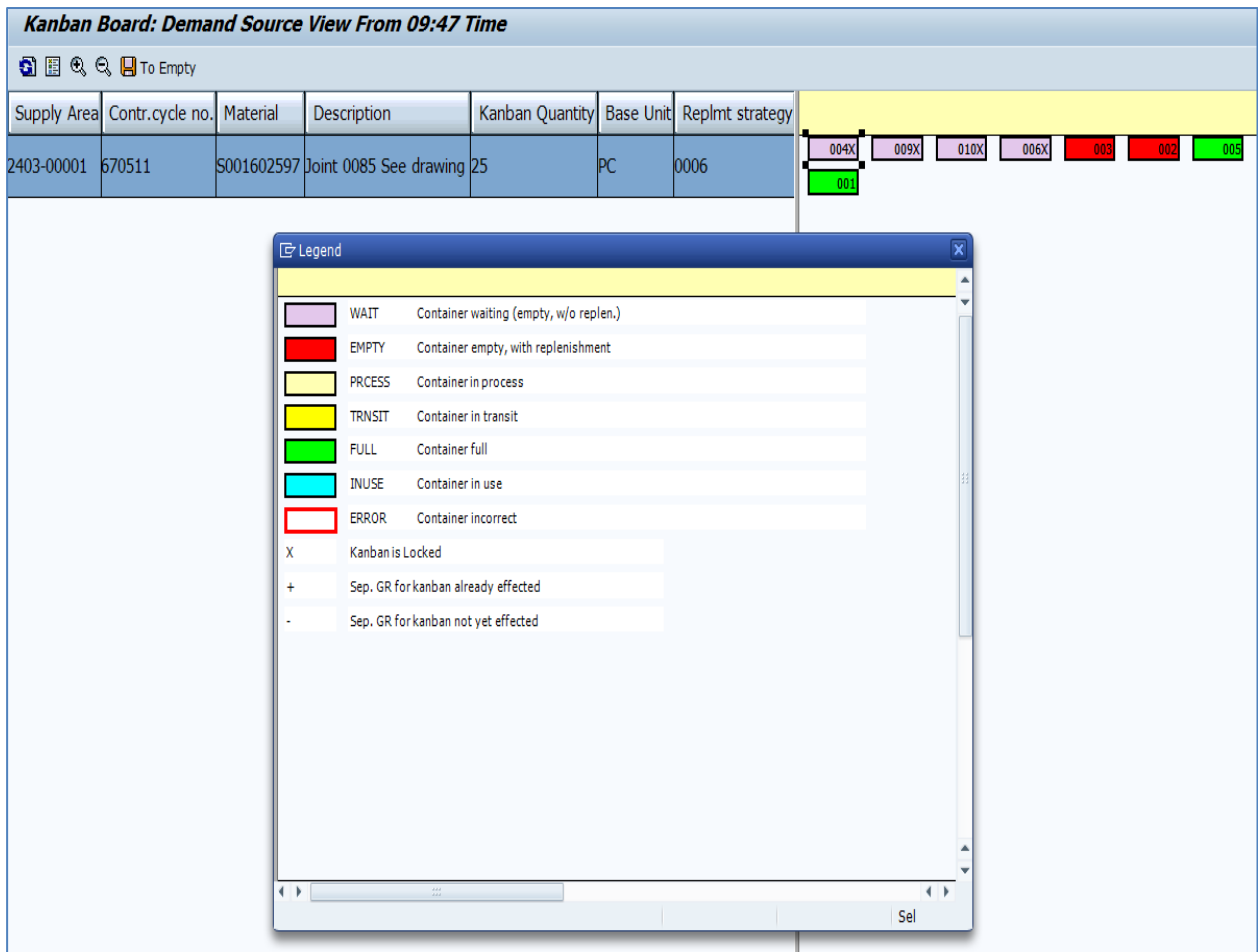 Kanban Board: Demand Source View From 09:47 Time
To Empty
Supply Area Contr.cycle no. Material Description Kanban Quantity Base Unit Replmt strategy
2403-00001 670511 S001602597 Joint 0085 See drawing 25 PC 0006
004X 009X 010X 006X 003 002 005
001
Legend
WAIT Container waiting (empty, w/o replen.)
EMPTY Container empty, with replenishment
PRCESS Container in process
TRNSIT Container in transit
FULL Container full
INUSE Container in use
ERROR Container incorrect
X Kanban is Locked
+ Sep. GR for kanban already effected
- Sep. GR for kanban not yet effected
Sel